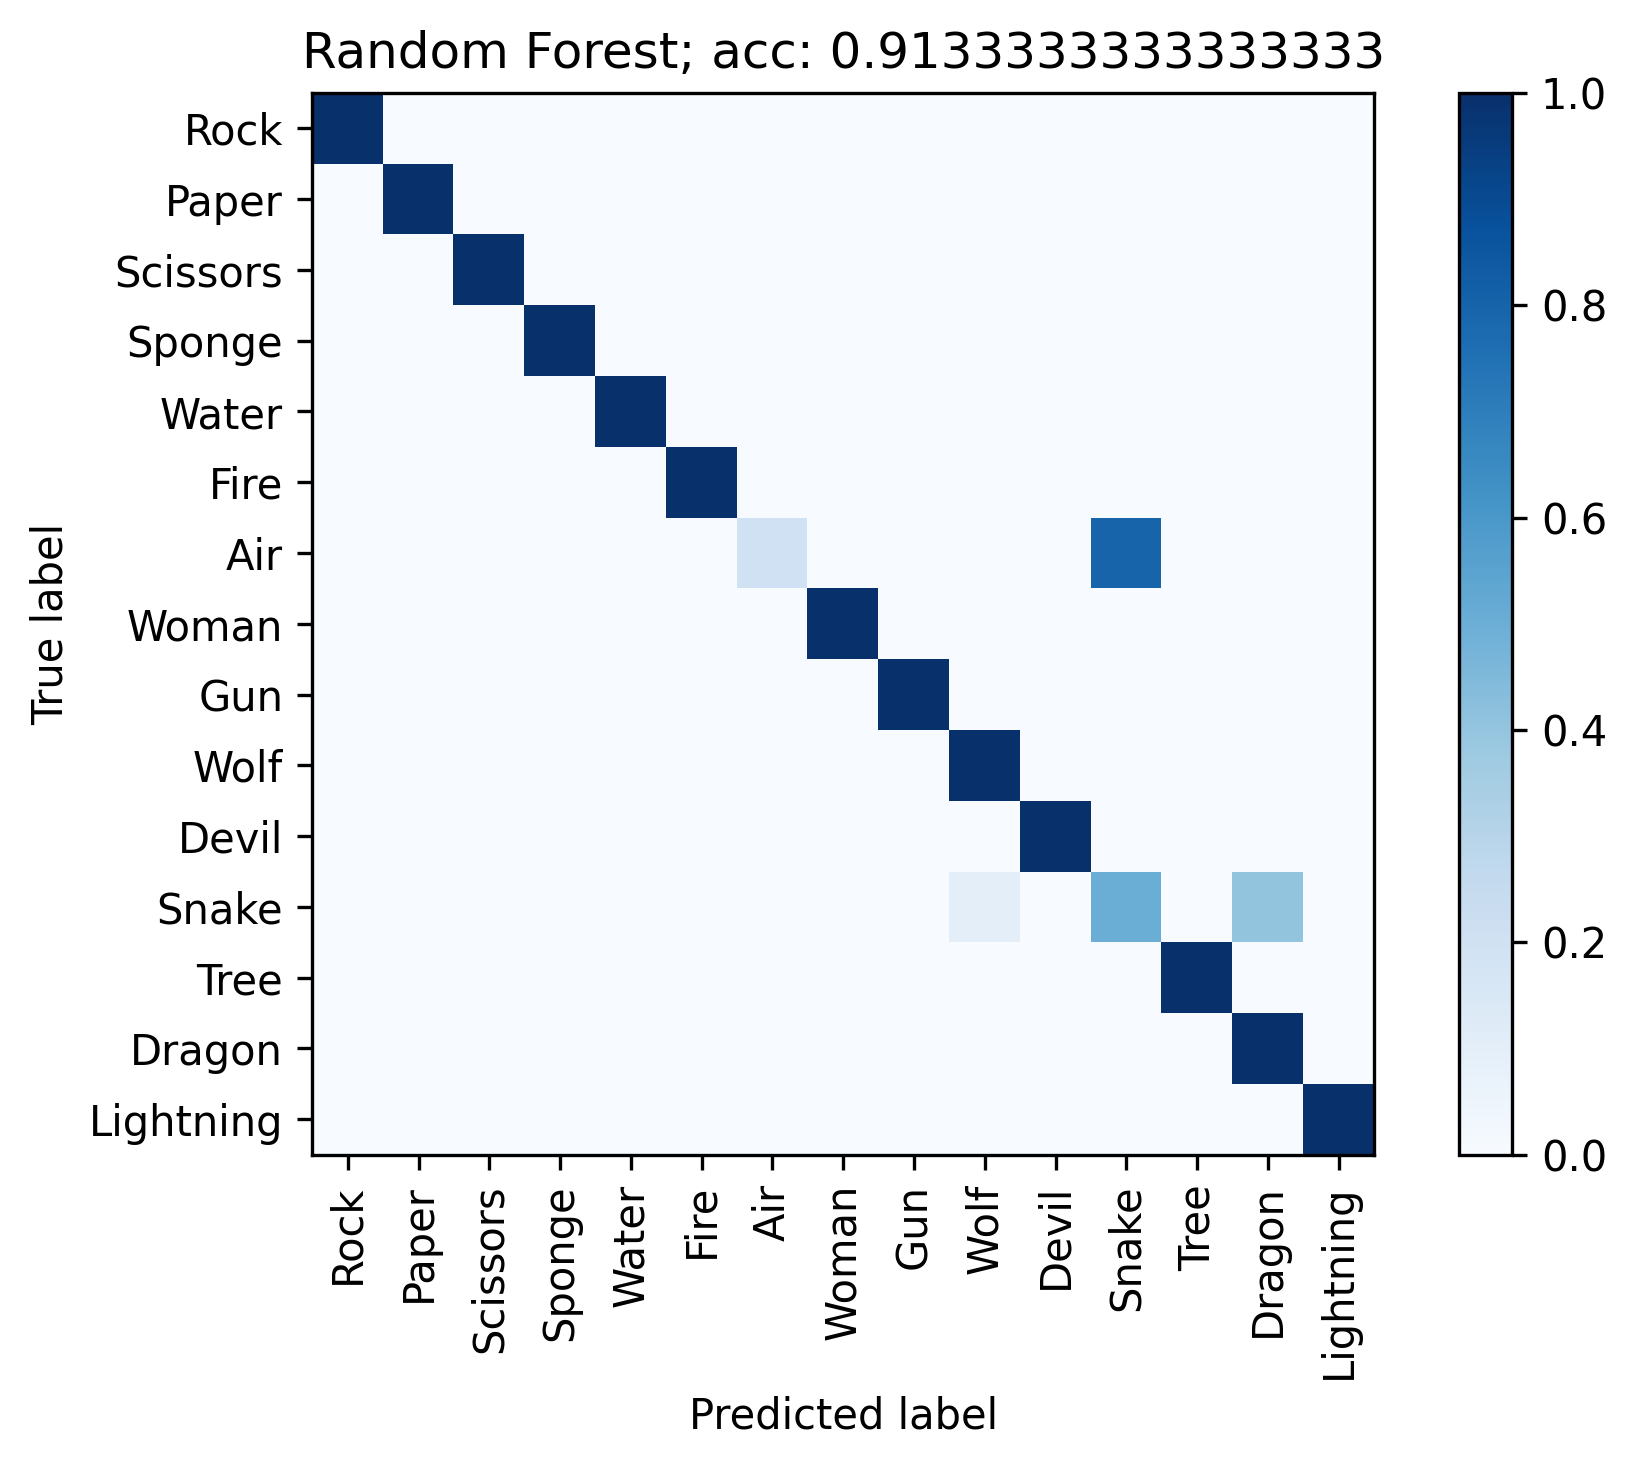 Random Forest; acc: 0.9133333333333333
Rock
Paper
Scissors
Sponge
Water
Fire
Air
Woman
Gun
Wolf
Devil
Snake
Tree
Dragon
Lightning
True label
Rock
Paper
Scissors
Sponge
Water
Fire
Air
Woman
Gun
Wolf
Devil
Snake
Tree
Dragon
Lightning
Predicted label
1.0
0.8
0.6
0.4
0.2
0.0